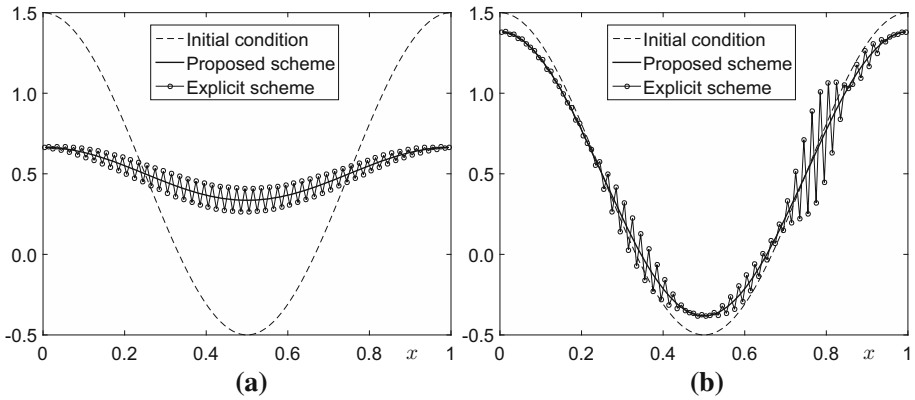 1.5
1.0
0.5
0.0
-0.5
0
0.2
0.4
0.6
0.8
x
1
Initial condition
Proposed scheme
Explicit scheme
(a)
1.5
1.0
0.5
0.0
-0.5
0
0.2
0.4
0.6
0.8
x
1
Initial condition
Proposed scheme
Explicit scheme
(b)